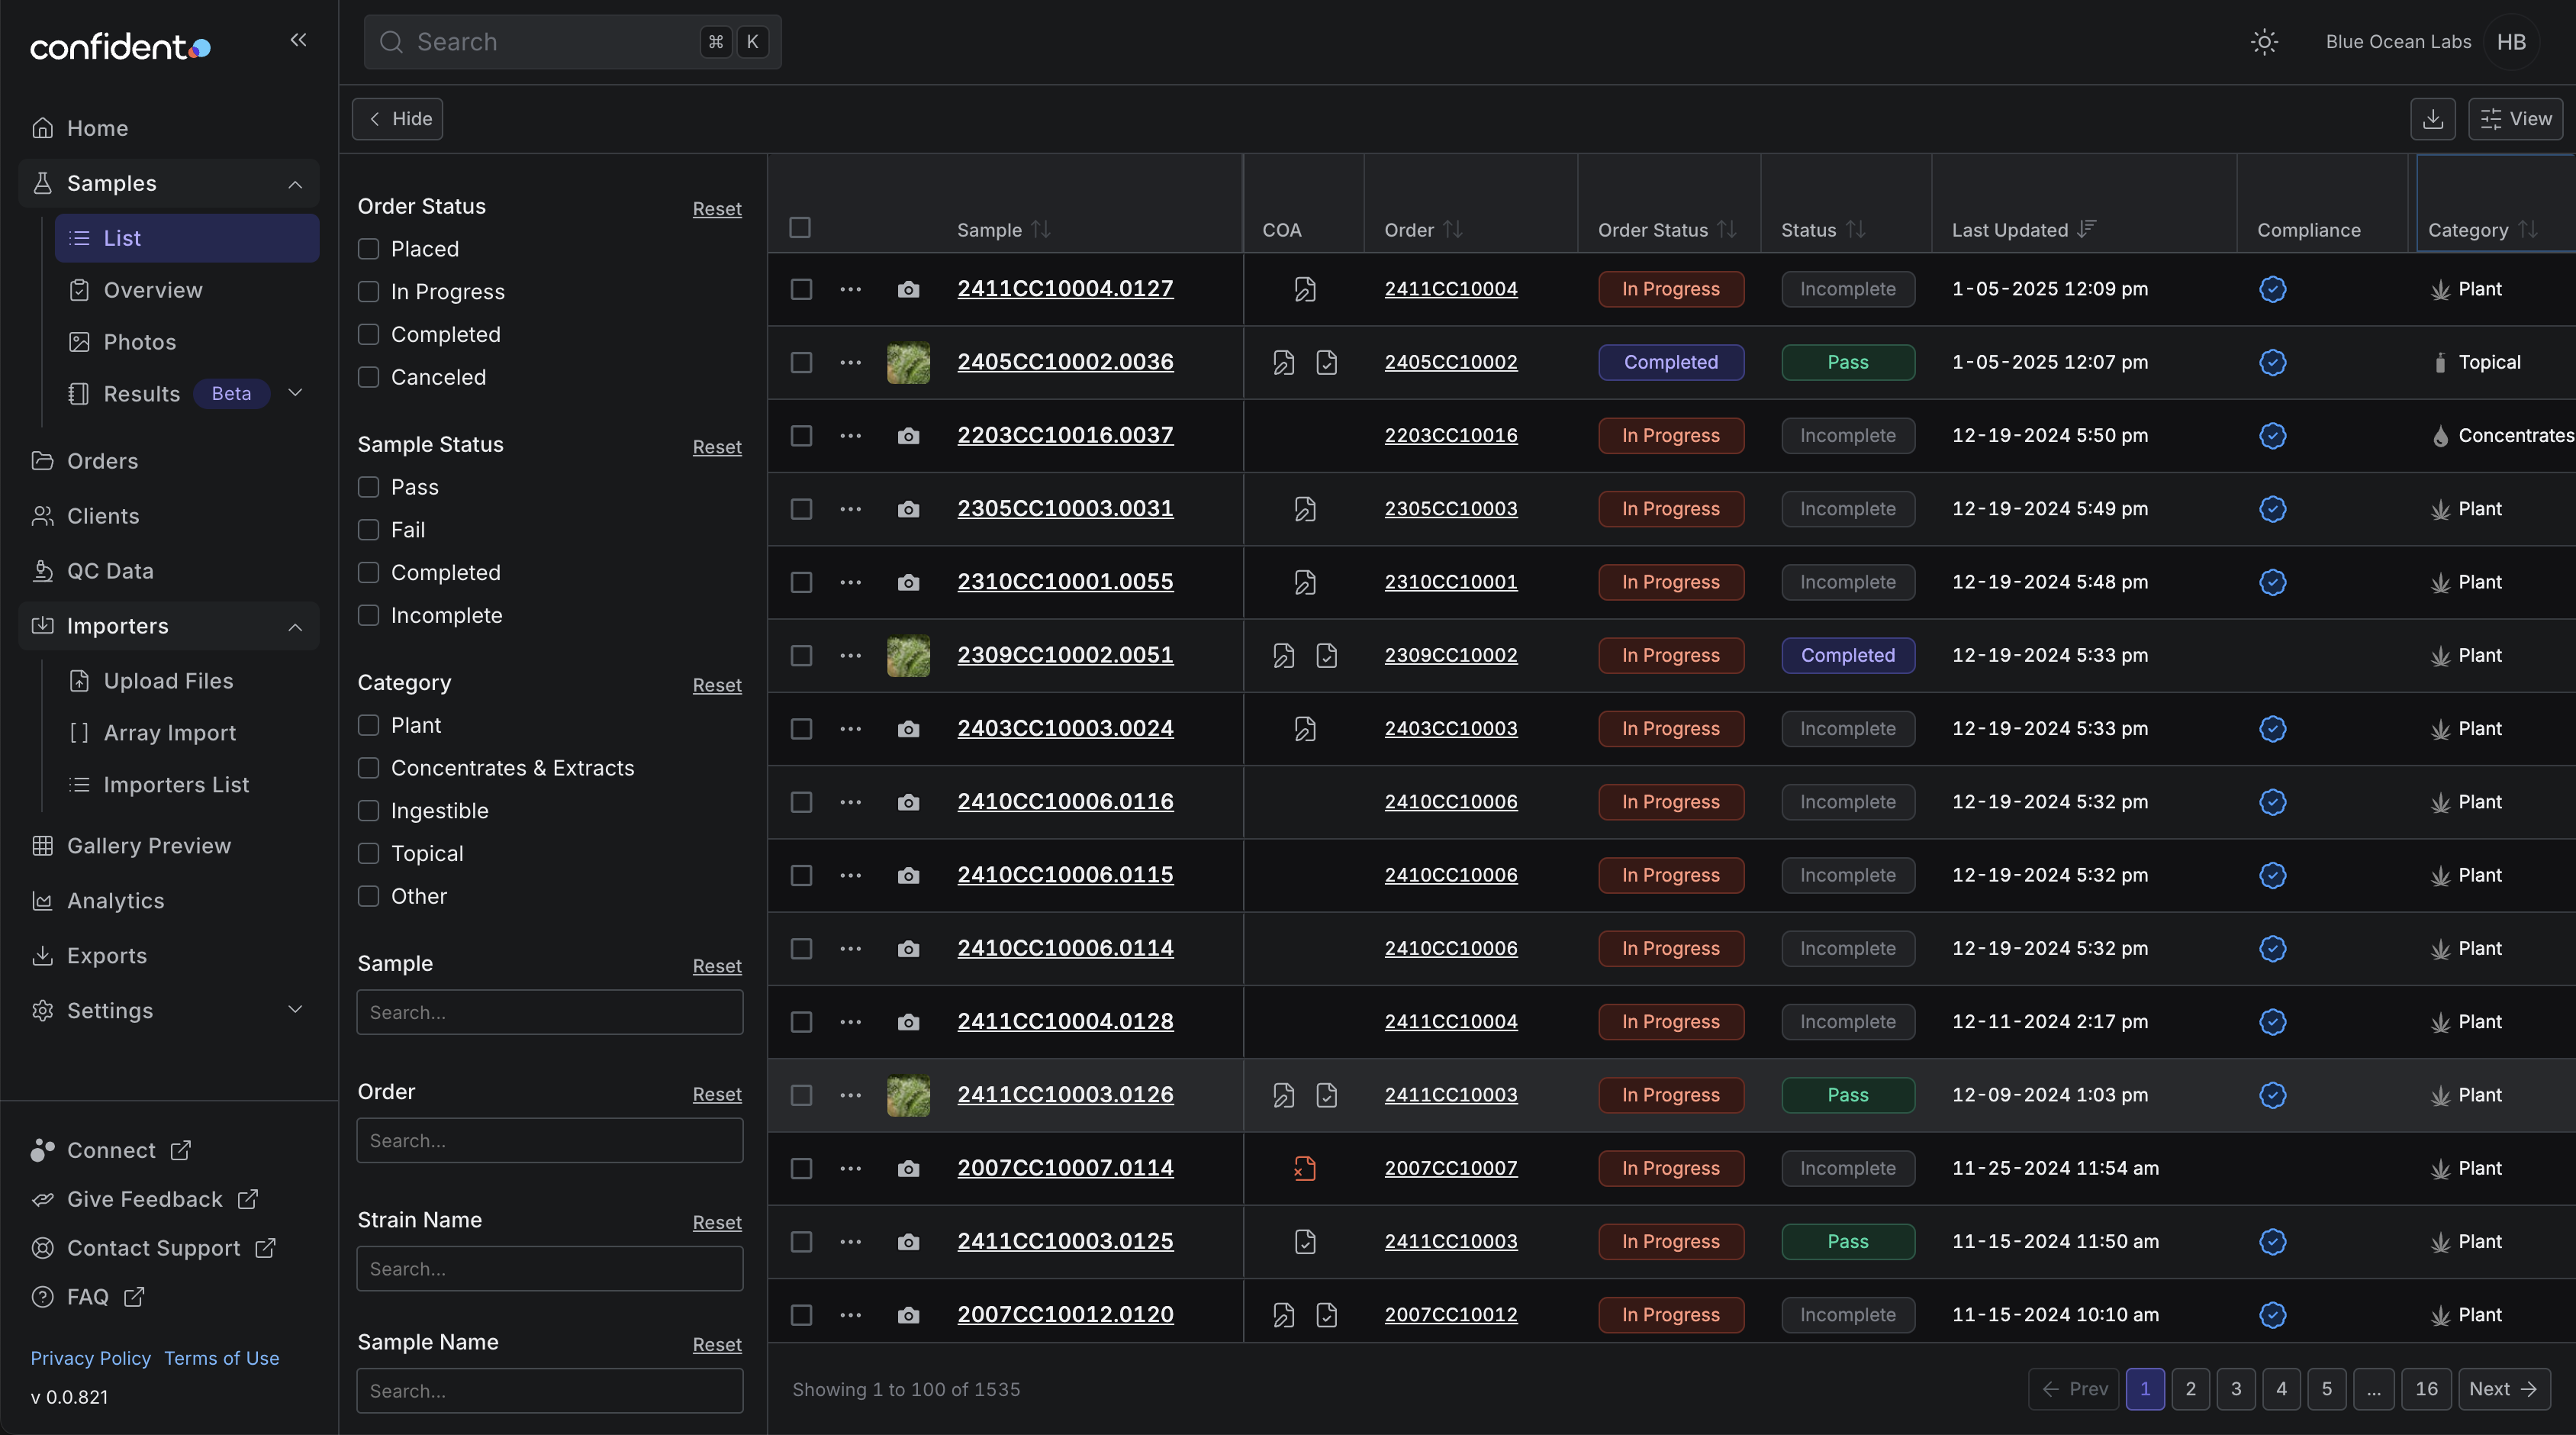 confident
Search ⌘ K
Blue Ocean Labs HB
Home
Samples
List
Overview
Photos
Results Beta
Orders
Clients
QC Data
Importers
Upload Files
Array Import
Importers List
Gallery Preview
Analytics
Exports
Settings
Connect
Give Feedback
Contact Support
FAQ
Privacy Policy Terms of Use
v 0.0.821
Hide
View
Order Status Reset
Placed
In Progress
Completed
Canceled
Sample Status Reset
Pass
Fail
Completed
Incomplete
Category Reset
Plant
Concentrates & Extracts
Ingestible
Topical
Other
Sample Reset
Search...
Order Reset
Search...
Strain Name Reset
Search...
Sample Name Reset
Search...
Sample COA Order Order Status Status Last Updated Compliance Category
2411CC10004.0127 2411CC10004 In Progress Incomplete 1-05-2025 12:09 pm Plant
2405CC10002.0036 2405CC10002 Completed Pass 1-05-2025 12:07 pm Topical
2203CC10016.0037 2203CC10016 In Progress Incomplete 12-19-2024 5:50 pm Concentrates
2305CC10003.0031 2305CC10003 In Progress Incomplete 12-19-2024 5:49 pm Plant
2310CC10001.0055 2310CC10001 In Progress Incomplete 12-19-2024 5:48 pm Plant
2309CC10002.0051 2309CC10002 In Progress Completed 12-19-2024 5:33 pm Plant
2403CC10003.0024 2403CC10003 In Progress Incomplete 12-19-2024 5:33 pm Plant
2410CC10006.0116 2410CC10006 In Progress Incomplete 12-19-2024 5:32 pm Plant
2410CC10006.0115 2410CC10006 In Progress Incomplete 12-19-2024 5:32 pm Plant
2410CC10006.0114 2410CC10006 In Progress Incomplete 12-19-2024 5:32 pm Plant
2411CC10004.0128 2411CC10004 In Progress Incomplete 12-11-2024 2:17 pm Plant
2411CC10003.0126 2411CC10003 In Progress Pass 12-09-2024 1:03 pm Plant
2007CC10007.0114 2007CC10007 In Progress Incomplete 11-25-2024 11:54 am Plant
2411CC10003.0125 2411CC10003 In Progress Pass 11-15-2024 11:50 am Plant
2007CC10012.0120 2007CC10012 In Progress Incomplete 11-15-2024 10:10 am Plant
Showing 1 to 100 of 1535
Prev 1 2 3 4 5 ... 16 Next